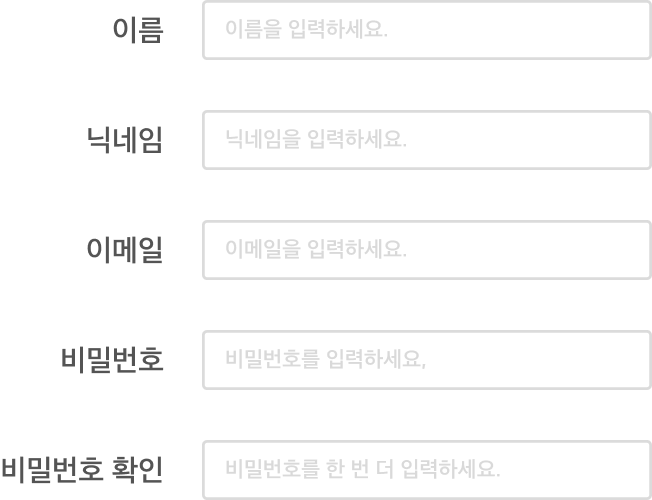 이름
이름을 입력하세요.
닉네임
닉네임을 입력하세요.
이메일
이메일을 입력하세요.
비밀번호
비밀번호를 입력하세요,
비밀번호 확인
비밀번호를 한 번 더 입력하세요.